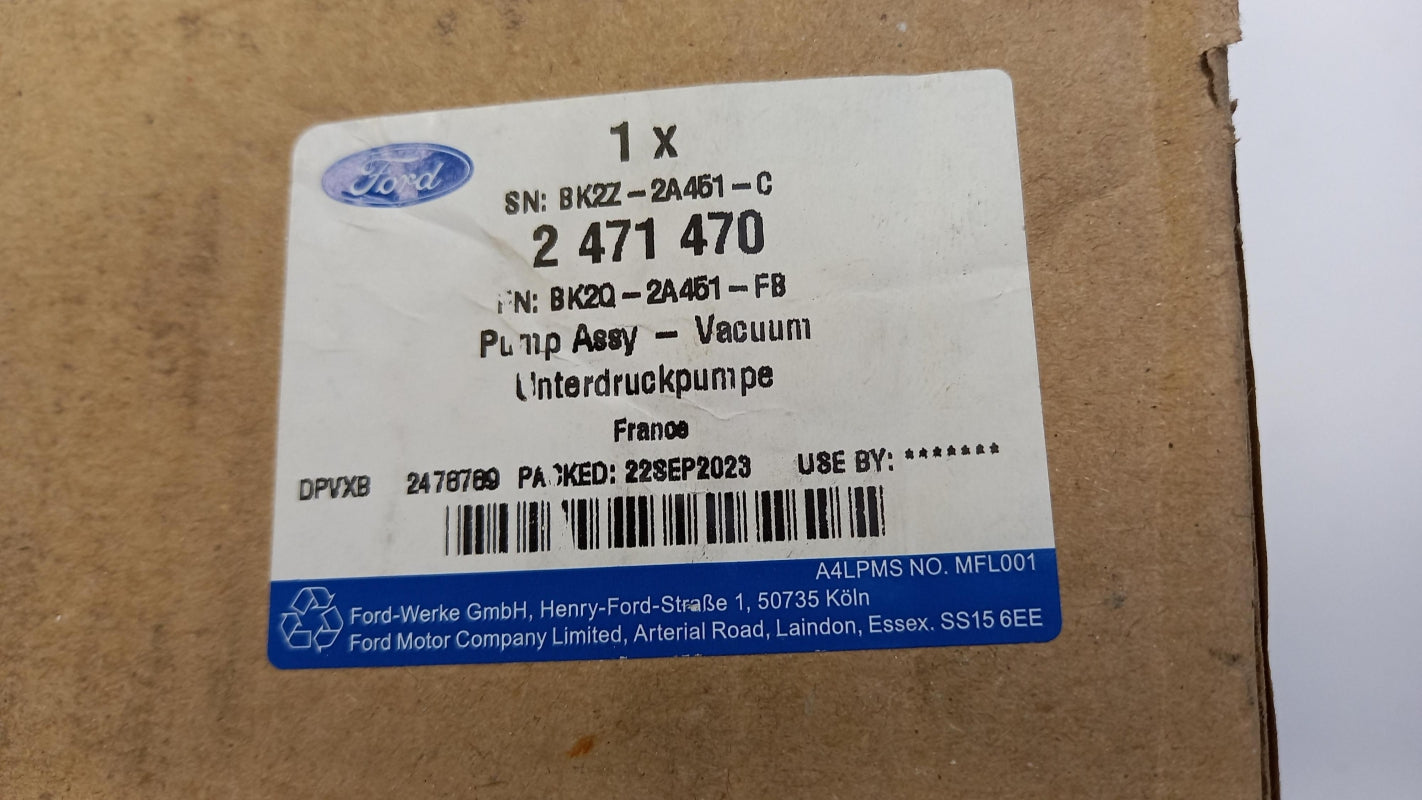 Ford
1 x
SN: BK2Z-2A451-C
2 471 470
EN: BK2Q-2A451-FB
Pump Assy - Vacuum
Unterdruckpumpe
France
DPVXB 2478789 PACKED: 22SEP2023 USE BY: *******
A4LPMS NO. MFL001
Ford-Werke GmbH, Henry-Ford-Straße 1, 50735 Köln
Ford Motor Company Limited, Arterial Road, Laindon, Essex. SS15 6EE